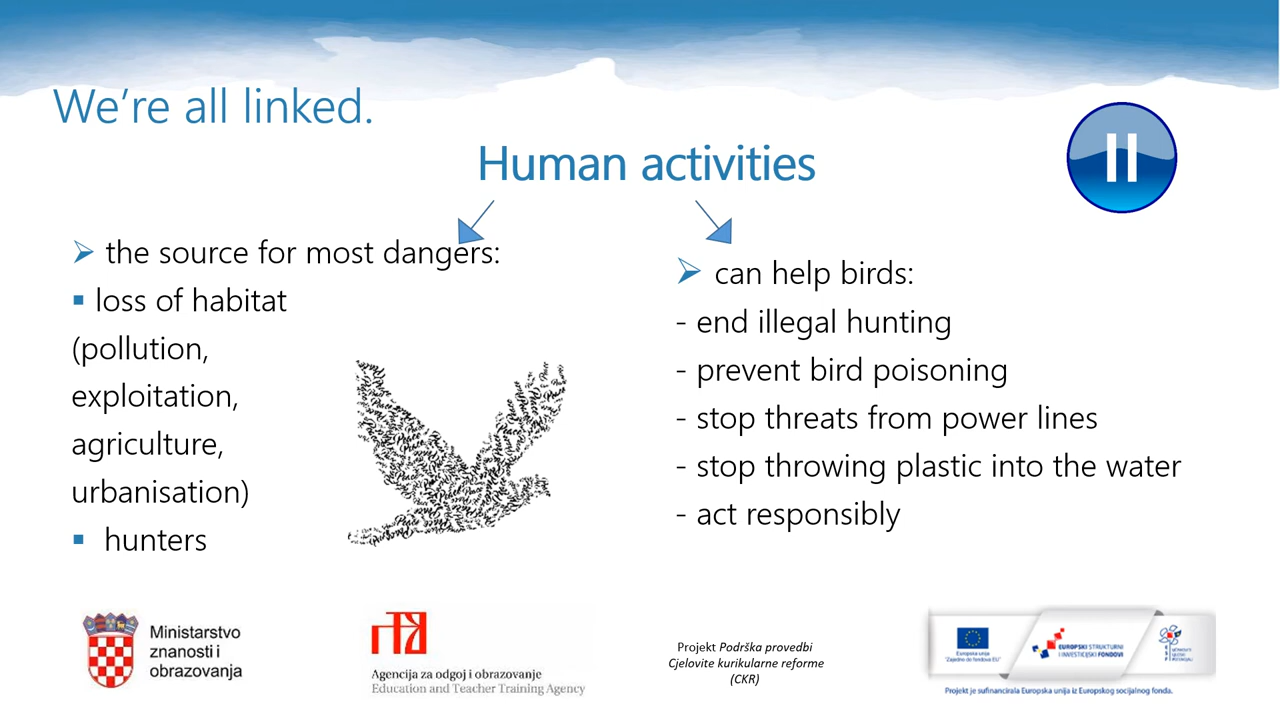 We're all linked.
Human activities
the source for most dangers:
loss of habitat
(pollution,
exploitation,
agriculture,
urbanisation)
hunters
can help birds:
- end illegal hunting
- prevent bird poisoning
- stop threats from power lines
- stop throwing plastic into the water
- act responsibly
Ministarstvo
znanosti i
obrazovanja
Agencija za odgoj i obrazovanje
Education and Teacher Training Agency
Projekt Podrška provedbi
Cjelovite kurikularne reforme
(CKR)
Europska unija
"Zajedno do fondova EU"
EUROPSKI STRUKTURNI
I INVESTICIJSKI FONDOVI
Projekt je sufinancirala Europska unija iz Europskog socijalnog fonda.